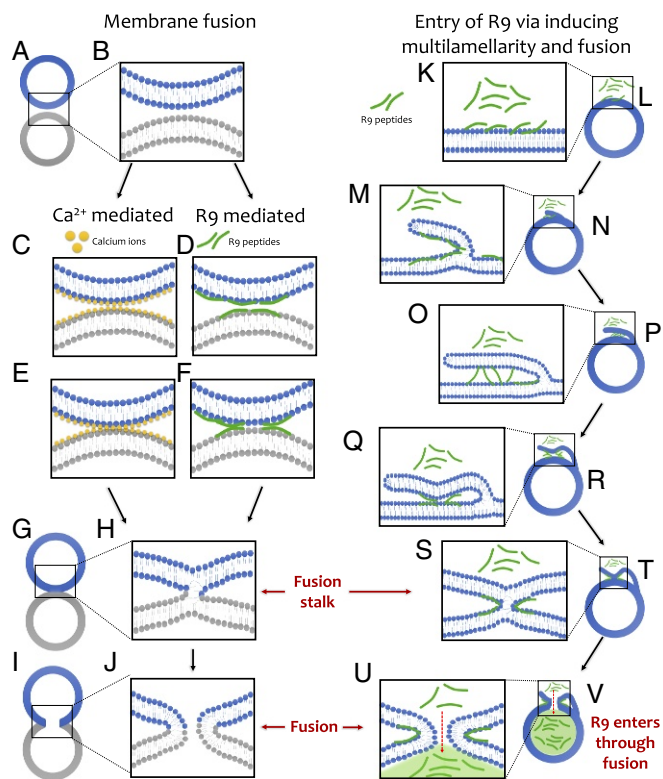 Membrane fusion
Entry of R9 via inducing
multilamellarity and fusion
A
B
K
L
R9 peptides
M
N
Ca²⁺ mediated
R9 mediated
C
Calcium ions
D
R9 peptides
O
P
E
F
Q
R
G
H
Fusion
stalk
S
T
I
J
Fusion
U
V
R9 enters
through
fusion